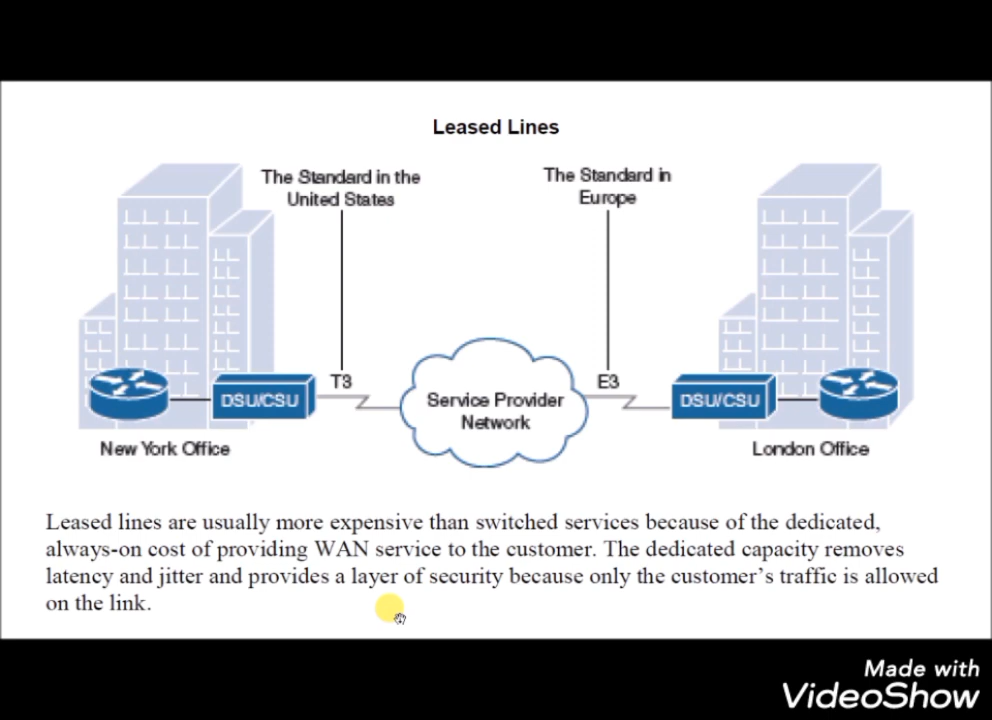 Leased Lines
The Standard in the
United States
The Standard in
Europe
T3
E3
DSU/CSU
Service Provider
Network
DSU/CSU
New York Office
London Office
Leased lines are usually more expensive than switched services because of the dedicated,
always-on cost of providing WAN service to the customer. The dedicated capacity removes
latency and jitter and provides a layer of security because only the customer's traffic is allowed
on the link.
Made with
VideoShow